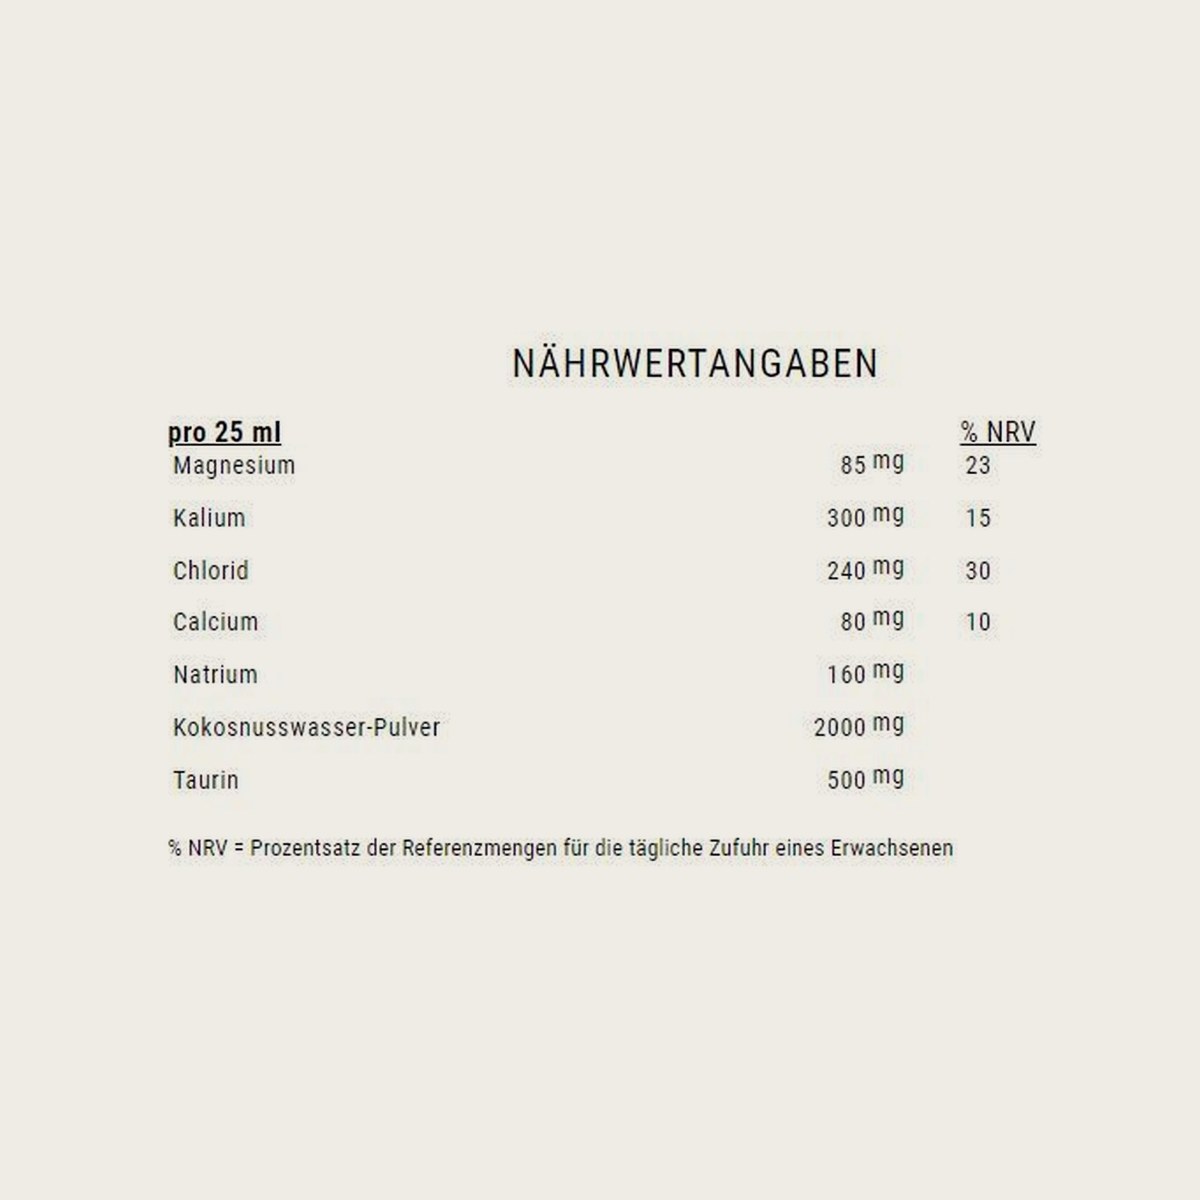 NÄHRWERTANGABEN
pro 25 ml % NRV
Magnesium 85 mg 23
Kalium 300 mg 15
Chlorid 240 mg 30
Calcium 80 mg 10
Natrium 160 mg
Kokosnusswasser-Pulver 2000 mg
Taurin 500 mg
% NRV = Prozentsatz der Referenzmengen für die tägliche Zufuhr eines Erwachsenen